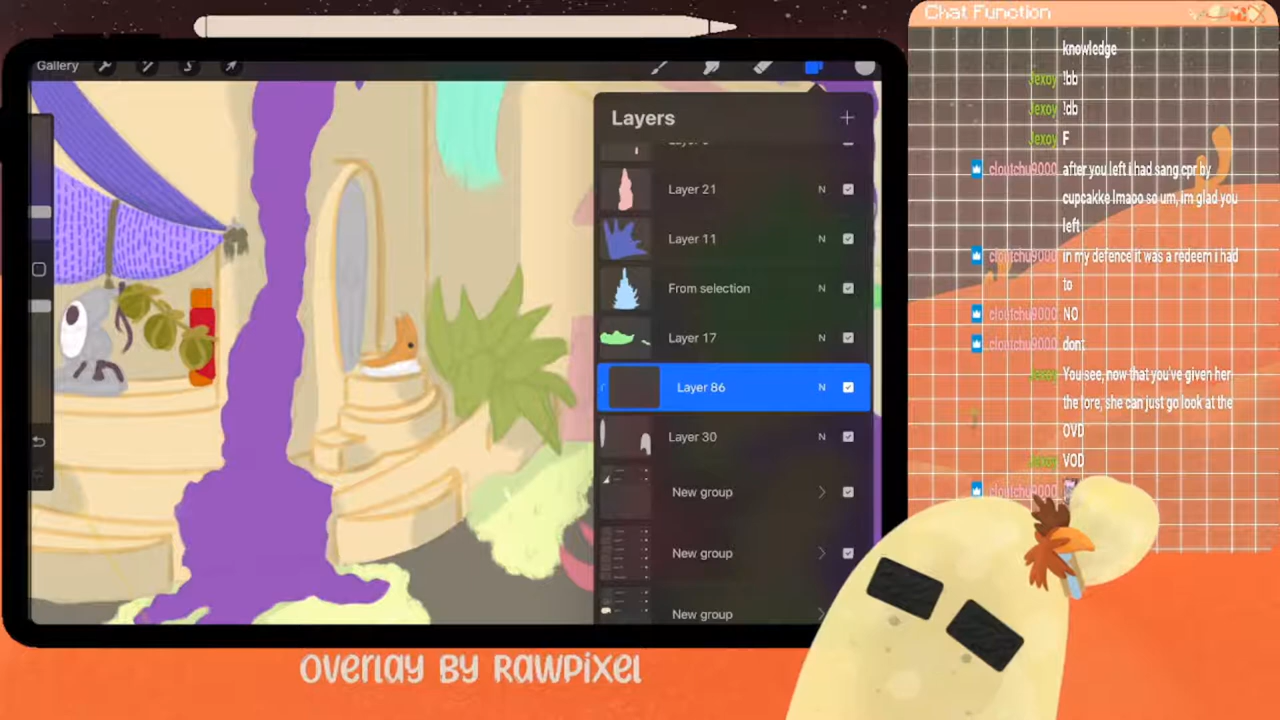 Chat Function
Gallery
knowledge
Jexoy !bb
Layers
Jexoy !db
Jexoy F
cloutchu9000 after you left i had sang cpr by
Layer 21
cupcakke lmabo so um, im glad you
left
Layer 11 N
cloutchu9000 in my defence it was a redeem i had
to
From selection N
cloutchu9000 NO
Layer 17 N
cloutchu9000 dont
Jexoy You see, now that you've given her
Layer 86 N
the lore, she can just go look at the
OVD
Layer 30 N
Jexoy VOD
New group
cloutchu9000
New group
New group
OVERLAY BY RAWPIXEL